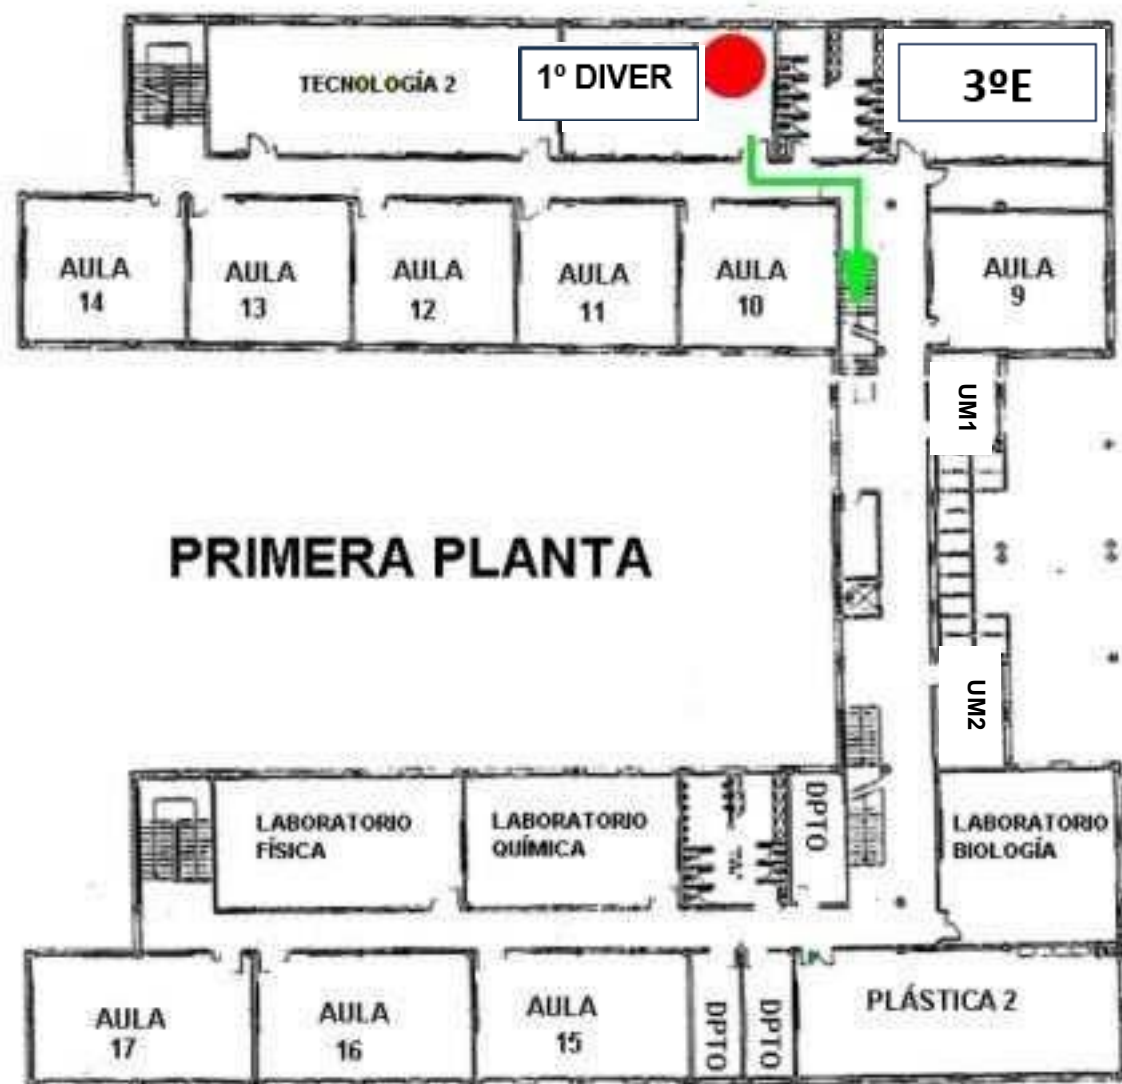 TECNOLOGÍA 2
1º DIVER
3ºE
AULA
14
AULA
13
AULA
12
AULA
11
AULA
10
AULA
9
UM1
PRIMERA PLANTA
UM2
LABORATORIO
FÍSICA
LABORATORIO
QUÍMICA
DPTO
LABORATORIO
BIOLOGÍA
AULA
17
AULA
16
AULA
15
DPTO
DPTO
PLÁSTICA 2